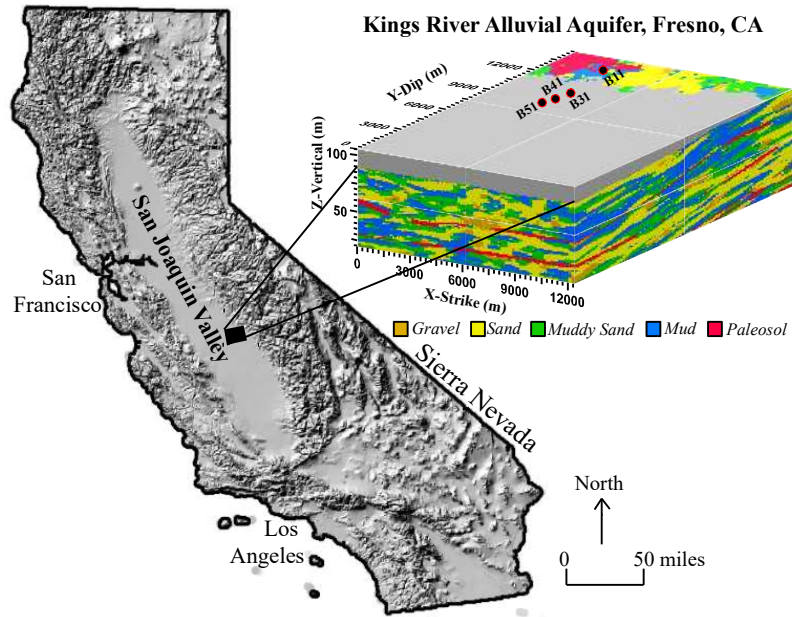 Kings River Alluvial Aquifer, Fresno, CA
Y-Dip (m)
12000
9000
6000
3000
0
B11
B41
B31
B51
Z-Vertical (m)
100
50
0
3000
6000
9000
12000
X-Strike (m)
Gravel
Sand
Muddy Sand
Mud
Paleosol
San Joaquin Valley
San
Francisco
Sierra Nevada
Los
Angeles
North
0
50 miles